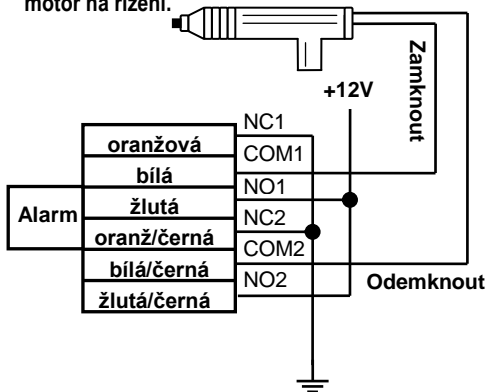 motor na řízení.
+12V
Zamknout
NC1
oranžová
COM1
bílá
NO1
žlutá
Alarm
NC2
oranž/černá
COM2
bílá/černá
NO2
Odemknout
žlutá/černá